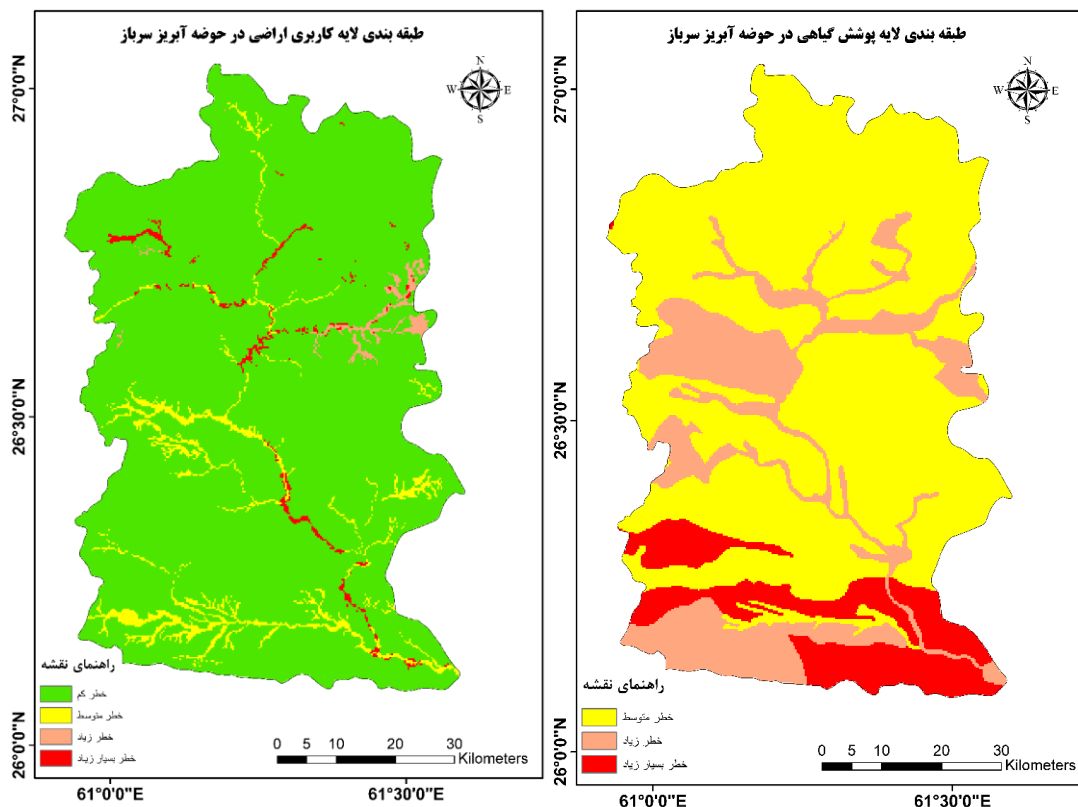 طبقه بندی لایه کاربری اراضی در حوضه آبریز سرباز
N
W E
S
27°0'0"N
26°30'0"N
26°0'0"N
راهنمای نقشه
خطر کم
خطر متوسط
خطر زیاد
خطر بسیار زیاد
0 5 10 20 30
Kilometers
61°0'0"E 61°30'0"E
طبقه بندی لایه پوشش گیاهی در حوضه آبریز سرباز
N
W E
S
27°0'0"N
26°30'0"N
26°0'0"N
راهنمای نقشه
خطر متوسط
خطر زیاد
خطر بسیار زیاد
0 5 10 20 30
Kilometers
61°0'0"E 61°30'0"E